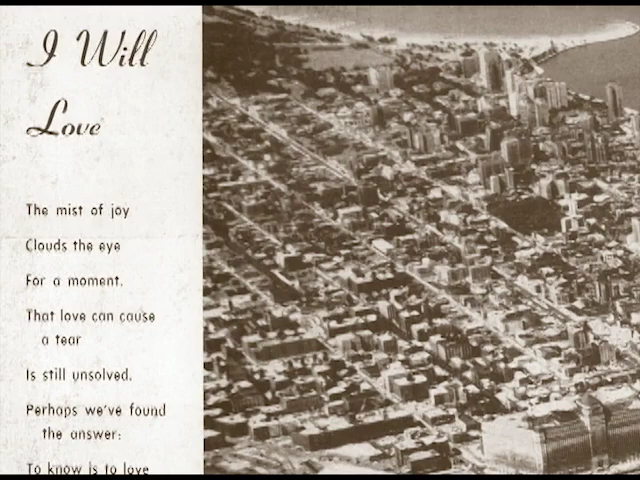 I Will
Love
The mist of joy
Clouds the eye
For a moment.
That love can cause
a tear
Is still unsolved.
Perhaps we've found
the answer:
To know is to love